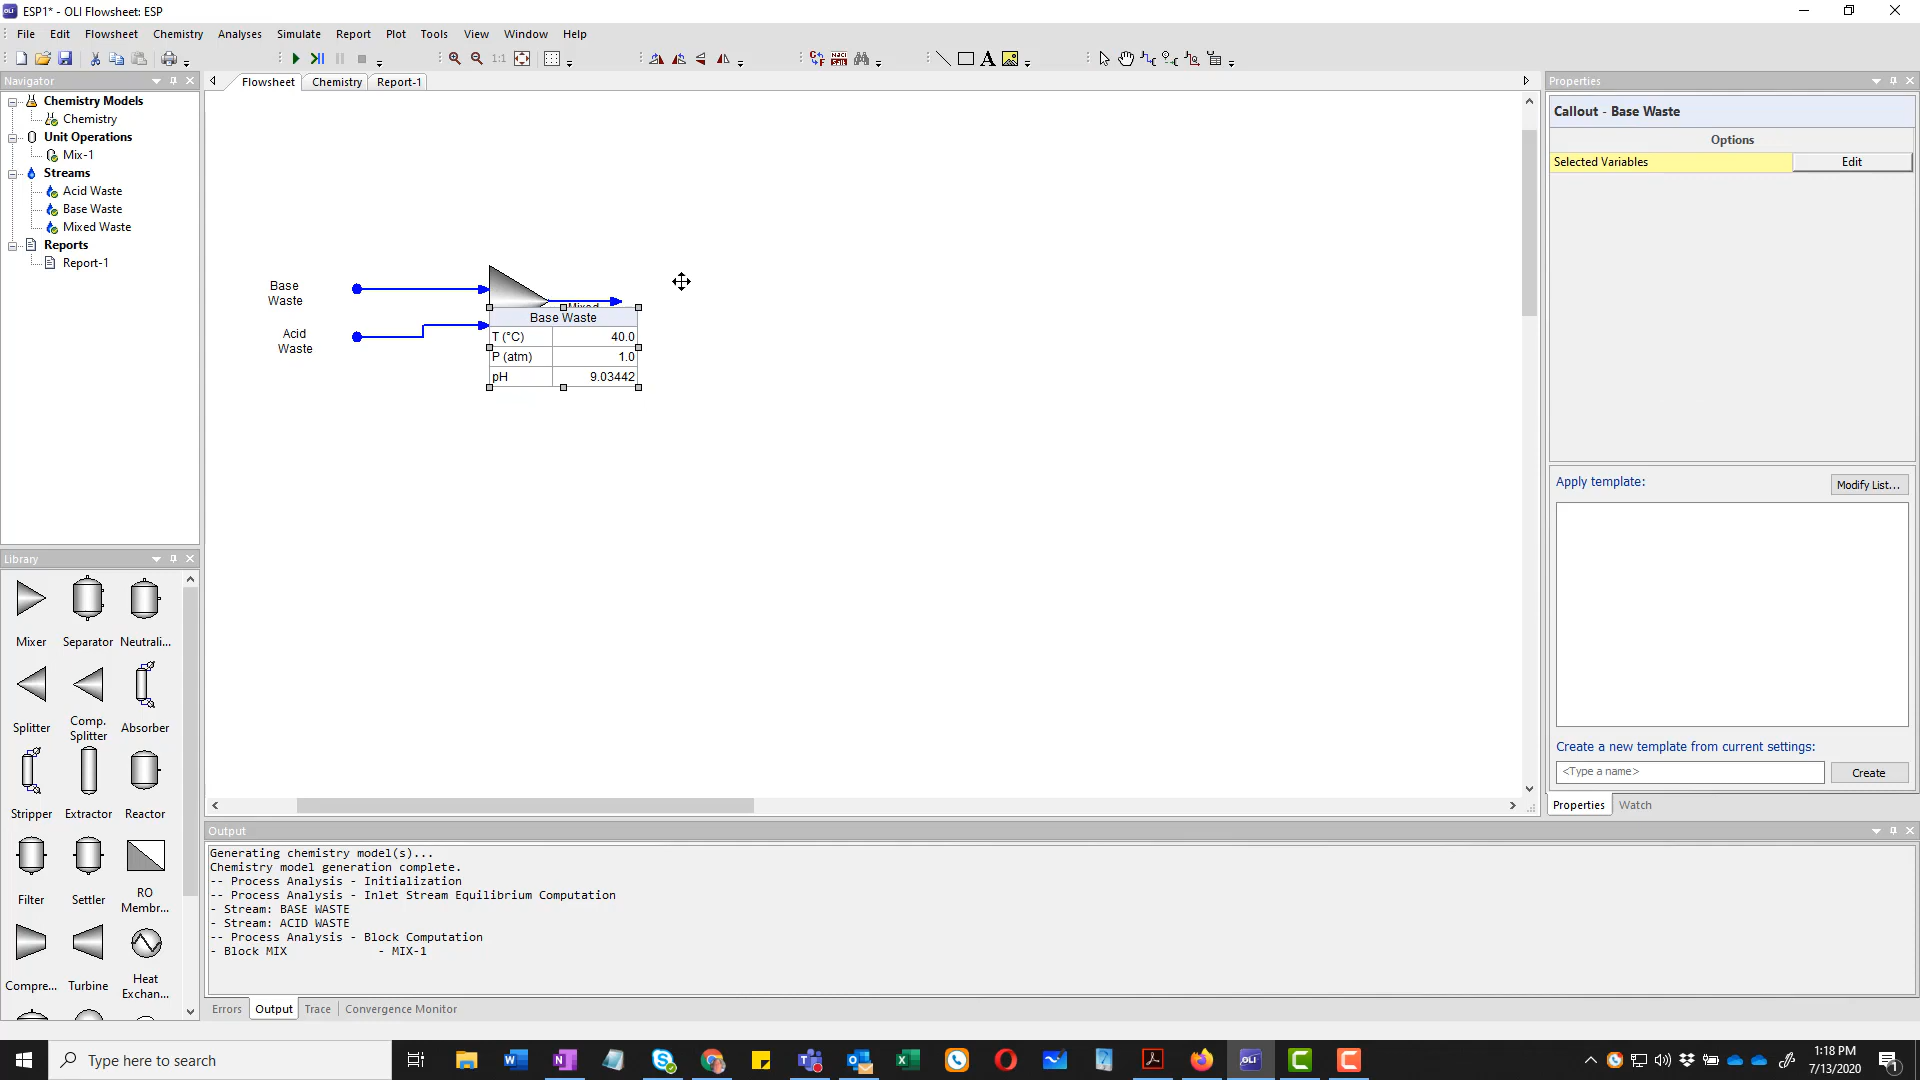 ESP1* - OLI Flowsheet: ESP
File Edit Flowsheet Chemistry Analyses Simulate Report Plot Tools View Window Help
1:1
Navigator
Chemistry Models
Chemistry
Unit Operations
Mix-1
Streams
Acid Waste
Base Waste
Mixed Waste
Reports
Report-1
Library
Mixer Separator Neutrali...
Splitter Comp. Splitter Absorber
Stripper Extractor Reactor
Filter Settler RO Membr...
Compre... Turbine Heat Exchan...
Flowsheet Chemistry Report-1
Base
Waste
Acid
Waste
Mixed
Base Waste
T (°C) 40.0
P (atm) 1.0
pH 9.03442
Properties
Callout - Base Waste
Options
Selected Variables Edit
Apply template: Modify List...
Create a new template from current settings:
<Type a name> Create
Properties Watch
Output
Generating chemistry model(s)...
Chemistry model generation complete.
-- Process Analysis - Initialization
-- Process Analysis - Inlet Stream Equilibrium Computation
- Stream: BASE WASTE
- Stream: ACID WASTE
-- Process Analysis - Block Computation
- Block MIX - MIX-1
Errors Output Trace Convergence Monitor
Type here to search
1:18 PM
7/13/2020